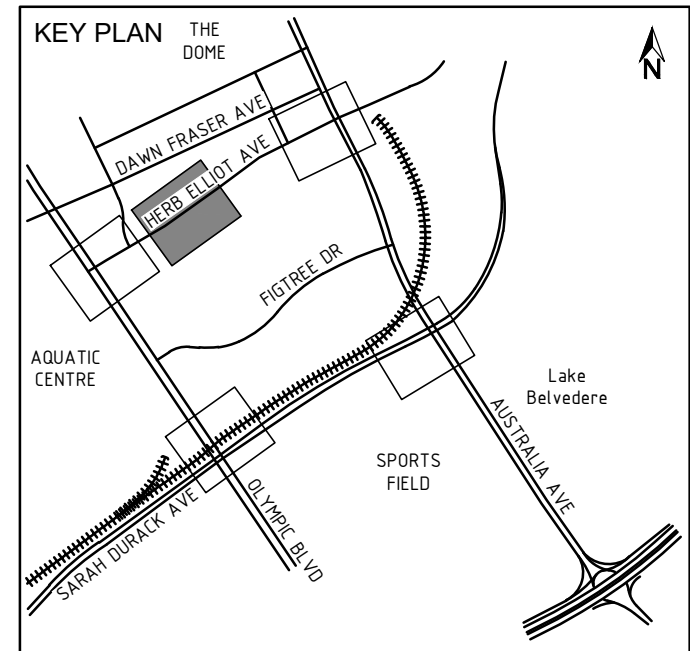 KEY PLAN
THE
DOME
N
DAWN FRASER AVE
HERB ELLIOT AVE
FIGTREE DR
AQUATIC
CENTRE
Lake
Belvedere
AUSTRALIA AVE
SPORTS
FIELD
OLYMPIC BLVD
SARAH DURACK AVE